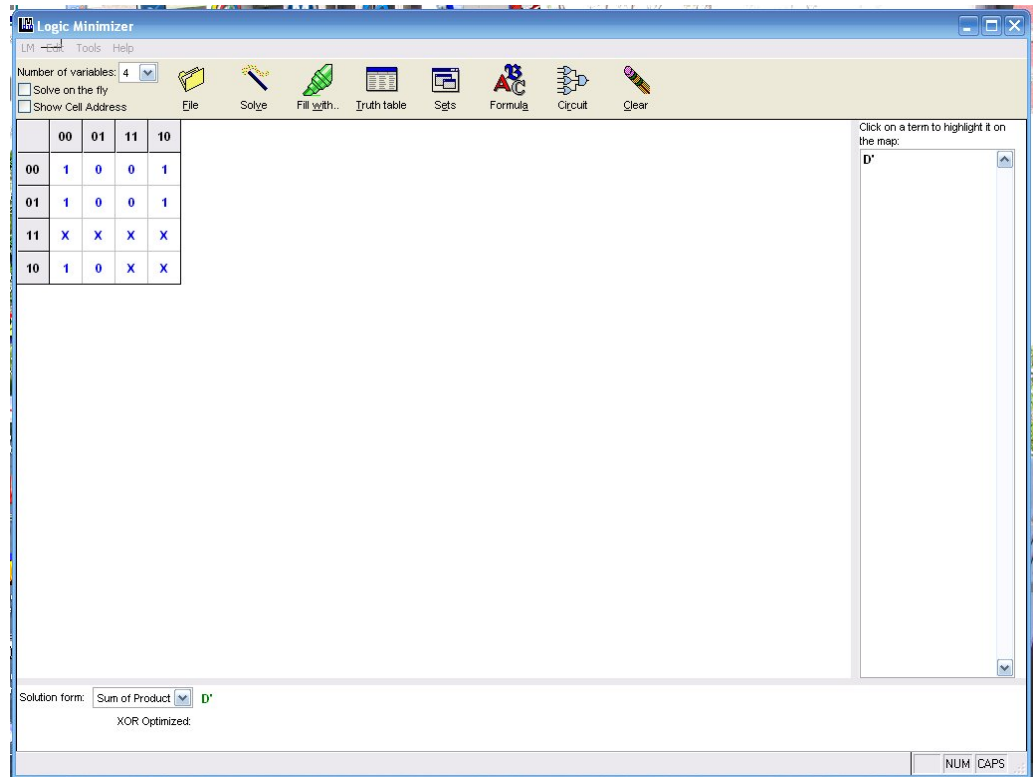 Logic Minimizer
LM Edit Tools Help
Number of variables: 4
Solve on the fly
Show Cell Address
File Solve Fill with.. Truth table Sets Formula Circuit Clear
Click on a term to highlight it on
the map:
D'
00 01 11 10
00 1 0 0 1
01 1 0 0 1
11 X X X X
10 1 0 X X
Solution form: Sum of Product D'
XOR Optimized:
NUM CAPS